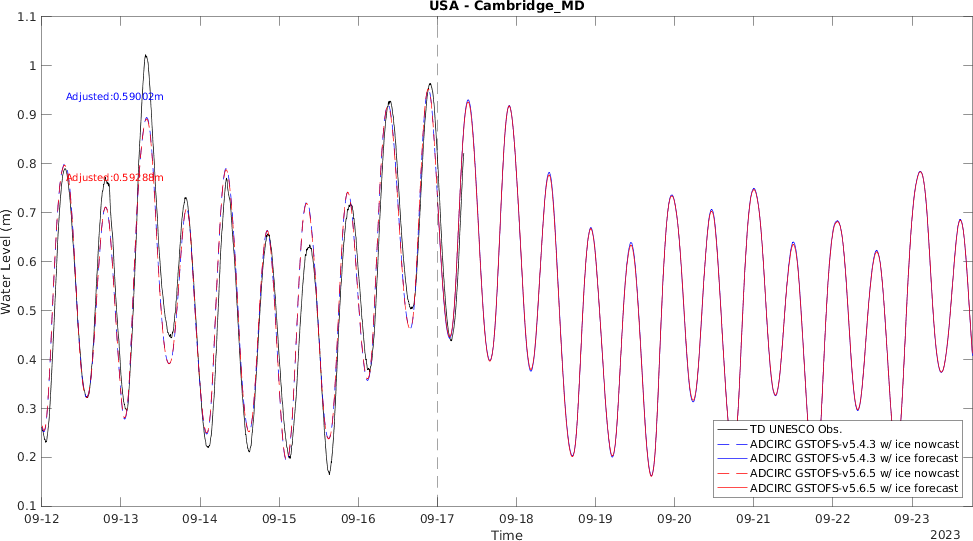 USA - Cambridge_MD
1.1
1
0.9
0.8
0.7
0.6
0.5
0.4
0.3
0.2
0.1
Water Level (m)
Adjusted:0.59002m
Adjusted:0.59288m
TD UNESCO Obs.
ADCIRC GSTOFS-v5.4.3 w/ ice nowcast
ADCIRC GSTOFS-v5.4.3 w/ ice forecast
ADCIRC GSTOFS-v5.6.5 w/ ice nowcast
ADCIRC GSTOFS-v5.6.5 w/ ice forecast
09-12 09-13 09-14 09-15 09-16 09-17 09-18 09-19 09-20 09-21 09-22 09-23
Time
2023